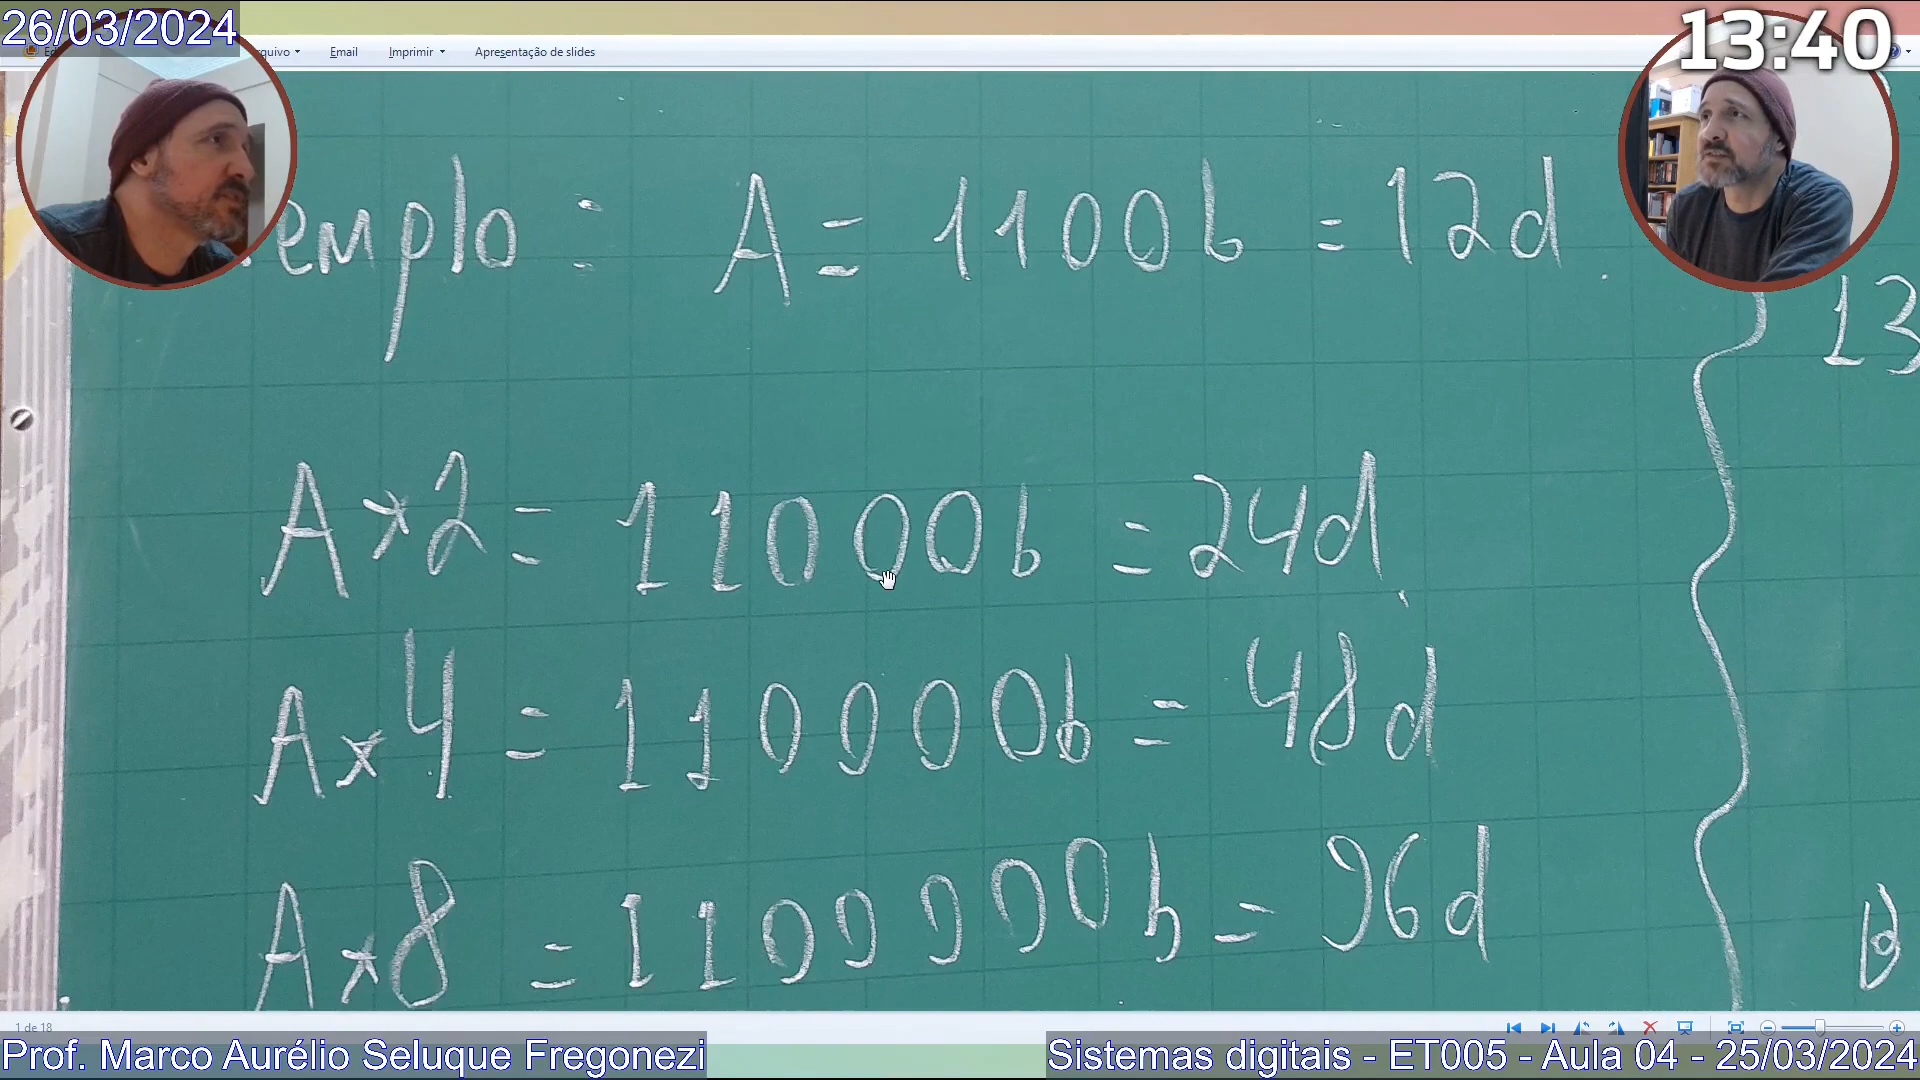 26/03/2024
13:40
Email
Imprimir
Apresentação de slides
emplo : A = 1100b = 12d
13
A*2 = 11000b = 24d
A*4 = 110000b = 48d
A*8 = 1100000b = 96d
1 de 18
Prof. Marco Aurélio Seluque Fregonezi
Sistemas digitais - ET005 - Aula 04 - 25/03/2024